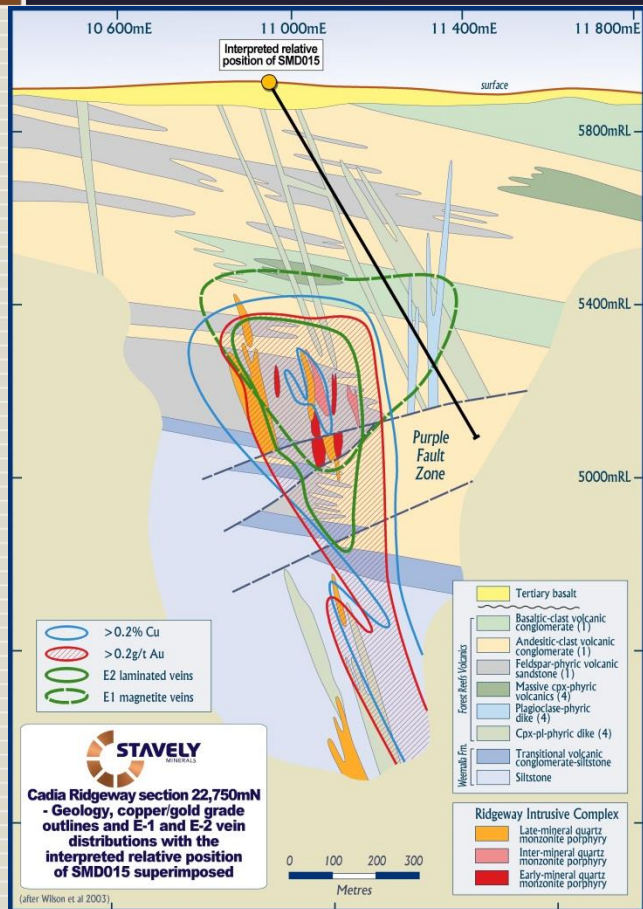 10 600mE
11 000 mE
11 400 mE
11 800 mE
Interpreted relative
position of SMD015
surface
5800mRL
5400mRL
Purple
Fault
Zone
5000mRL
>0.2% Cu
>0.2g/t Au
E2 laminated veins
E1 magnetite veins
STAVELY
MINERALS
Cadia Ridgeway section 22,750mN
- Geology, copper/gold grade
outlines and E-1 and E-2 vein
distributions with the
interpreted relative position
of SMD015 superimposed
(after Wilson et al 2003)
0 100 200 300
Metres
Tertiary basalt
Forest Reefs Volcanics
Basaltic-clast volcanic
conglomerate (1)
Andesitic-clast volcanic
conglomerate (1)
Feldspar-phyric volcanic
sandstone (1)
Massive cpx-phyric
volcanics (4)
Plagioclase-phyric
dike (4)
Cpx-pl-phyric dike (4)
Weemalla Fm.
Transitional volcanic
conglomerate-siltstone
Siltstone
Ridgeway Intrusive Complex
Late-mineral quartz
monzonite porphyry
Inter-mineral quartz
monzonite porphyry
Early-mineral quartz
monzonite porphyry